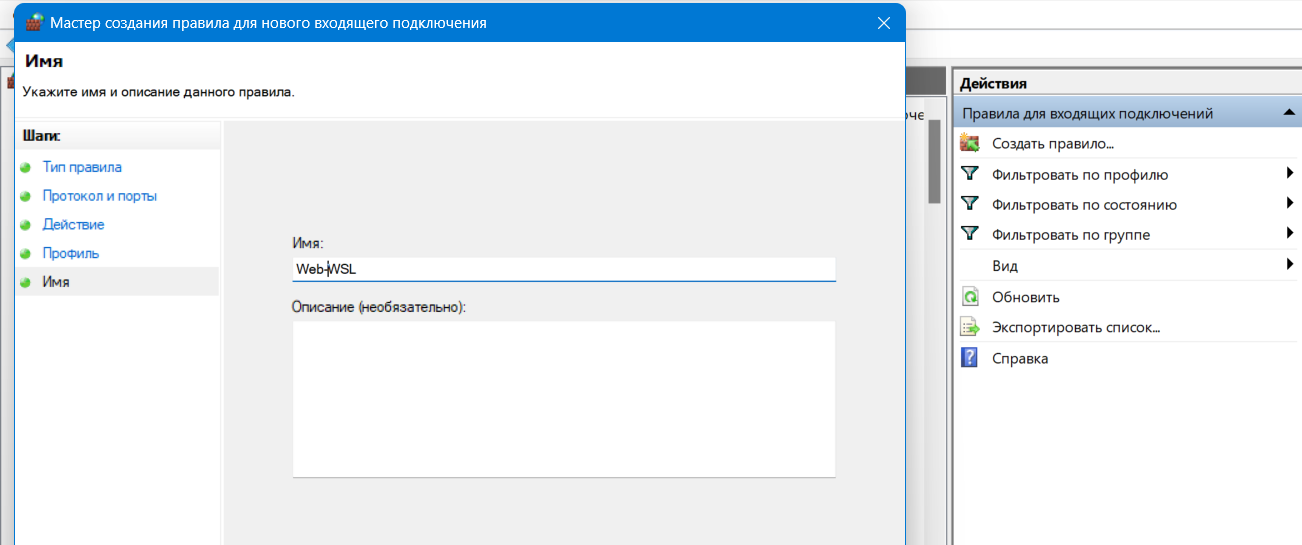 Мастер создания правила для нового входящего подключения
Имя
Укажите имя и описание данного правила.
Шаги:
Тип правила
Протокол и порты
Действие
Профиль
Имя
Имя:
Web-WSL
Описание (необязательно):
Действия
Правила для входящих подключений
Создать правило...
Фильтровать по профилю
Фильтровать по состоянию
Фильтровать по группе
Вид
Обновить
Экспортировать список...
Справка